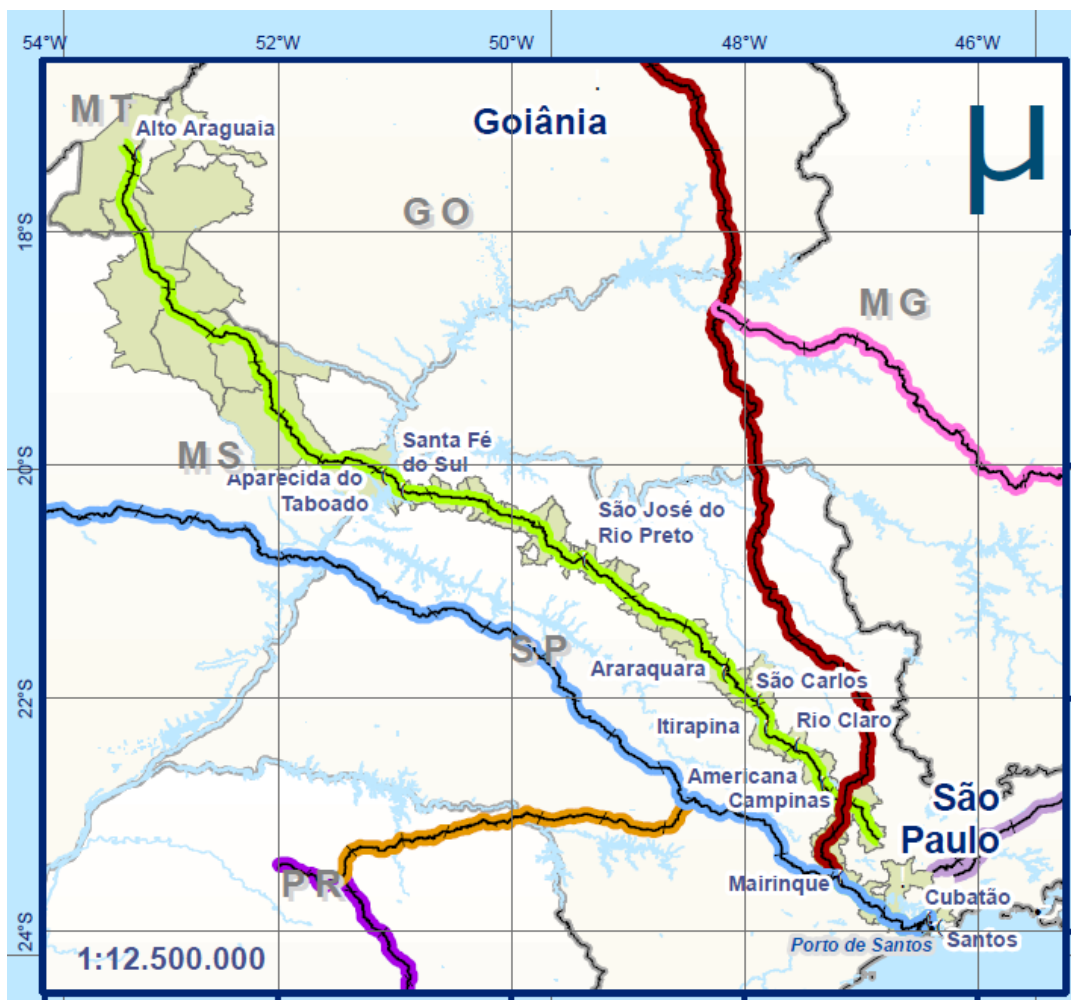 54°W
52°W
50°W
48°W
46°W
MT
Alto Araguaia
Goiânia
µ
GO
18°S
MG
Santa Fé
do Sul
MS
20°S
Aparecida do
Taboado
São José do
Rio Preto
SP
Araraquara
São Carlos
22°S
Itirapina
Rio Claro
Americana
Campinas
São
Paulo
Mairinque
PR
Cubatão
24°S
Porto de Santos
Santos
1:12.500.000